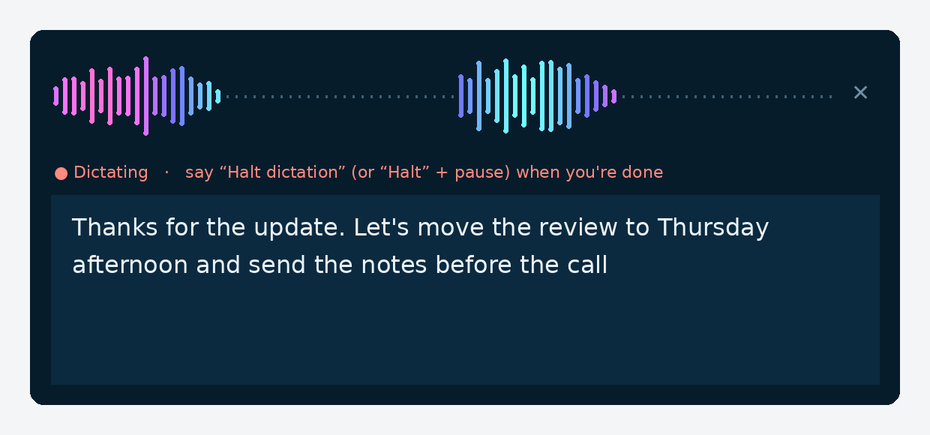 ✕
● Dictating · say “Halt dictation” (or “Halt” + pause) when you're done
Thanks for the update. Let's move the review to Thursday
afternoon and send the notes before the call